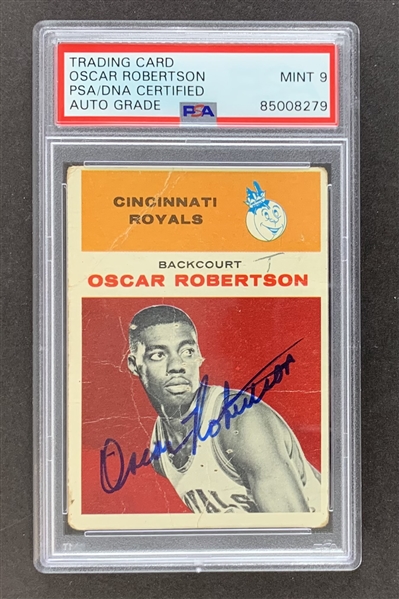 TRADING CARD
OSCAR ROBERTSON MINT 9
PSA/DNA CERTIFIED
AUTO GRADE PSA 85008279
CINCINNATI
ROYALS
BACKCOURT
OSCAR ROBERTSON
Oscar Robertson
YALS